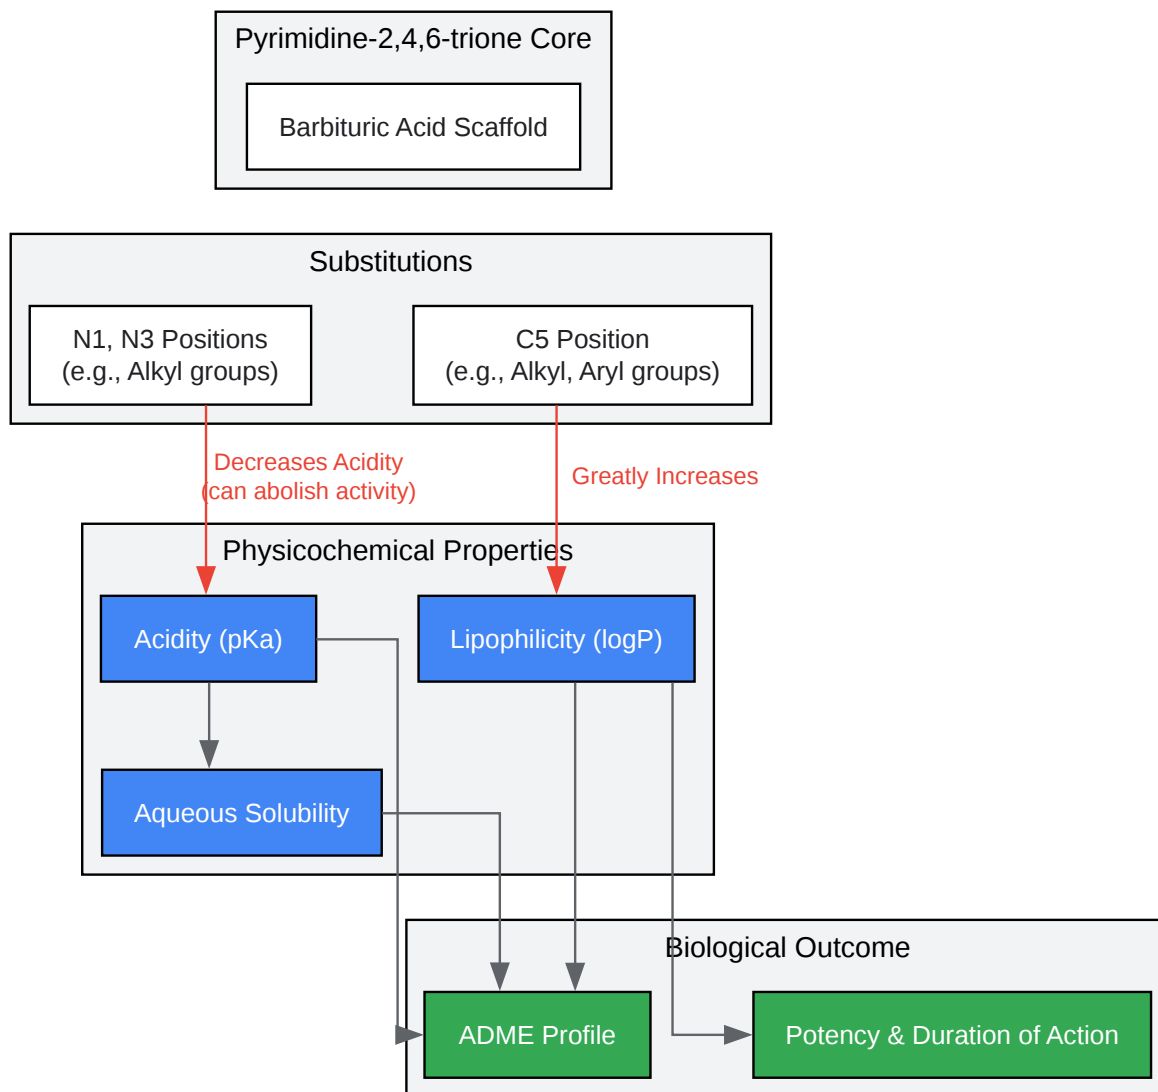 Pyrimidine-2,4,6-trione Core
Barbituric Acid Scaffold
Substitutions
N1, N3 Positions
(e.g., Alkyl groups)
C5 Position
(e.g., Alkyl, Aryl groups)
Decreases Acidity
(can abolish activity)
Greatly Increases
Physicochemical Properties
Acidity (pKa)
Lipophilicity (logP)
Aqueous Solubility
Biological Outcome
ADME Profile
Potency & Duration of Action